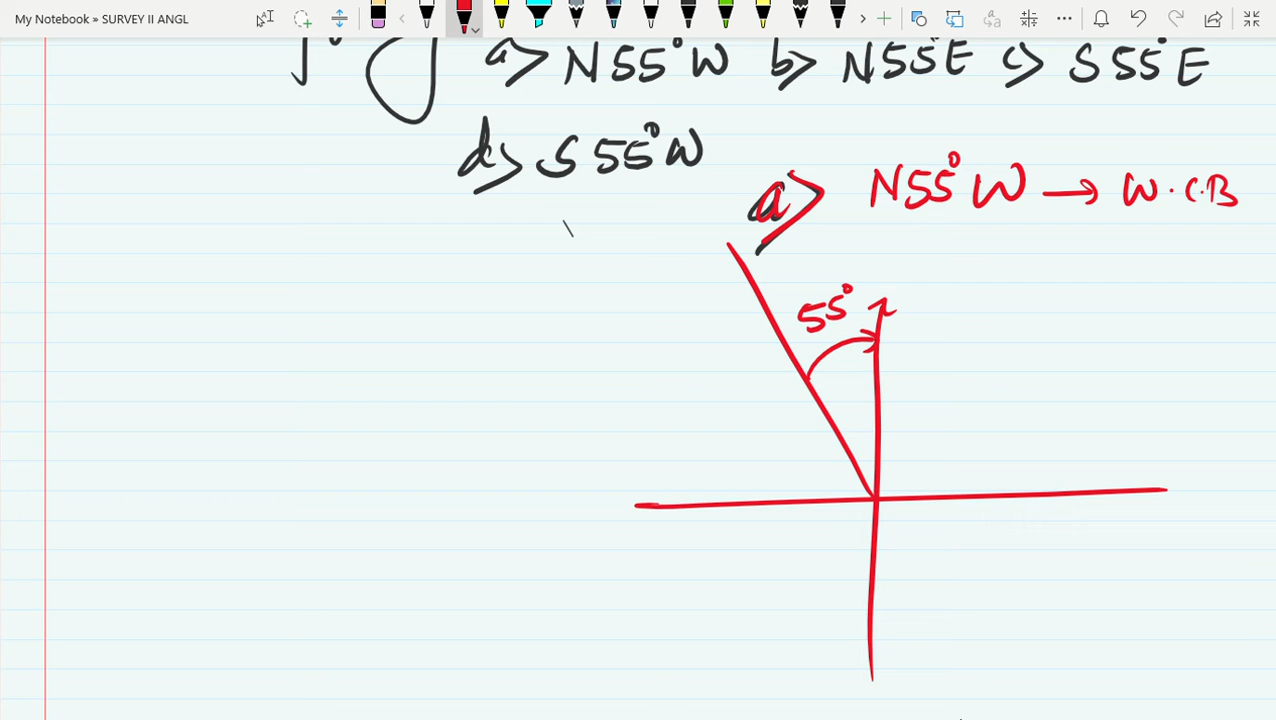 My Notebook » SURVEY II ANGL
a> N55°W b> N55°E c> S55°E
d> S55°W
a> N55°W → W.C.B
55°